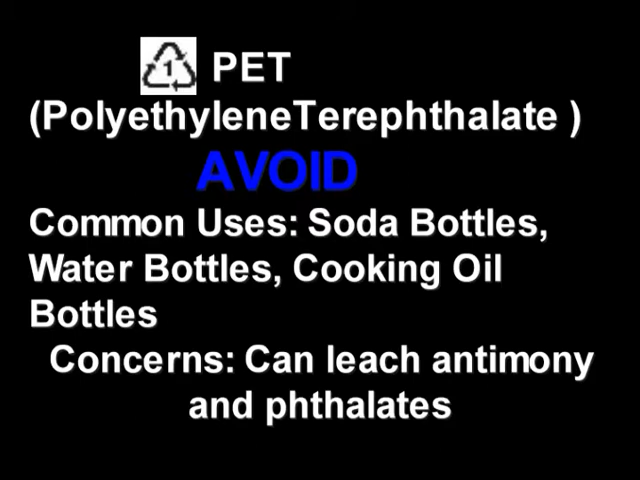 1 PET
(PolyethyleneTerephthalate )
AVOID
Common Uses: Soda Bottles,
Water Bottles, Cooking Oil
Bottles
Concerns: Can leach antimony
and phthalates